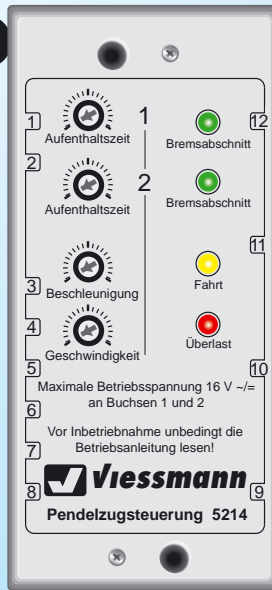 1 1 12
Aufenthaltszeit Bremsabschnitt
2 2
Aufenthaltszeit Bremsabschnitt
11
3 Beschleunigung Fahrt
4
Geschwindigkeit Überlast
5 10
Maximale Betriebsspannung 16 V ~/=
6 an Buchsen 1 und 2
Vor Inbetriebnahme unbedingt die
7 Betriebsanleitung lesen!
8 Viessmann 9
Pendelzugsteuerung 5214